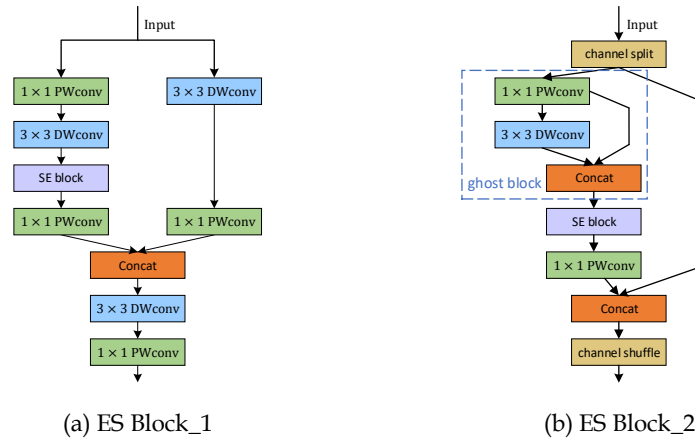 Input
1 × 1 PWconv
3 × 3 DWconv
3 × 3 DWconv
SE block
1 × 1 PWconv
1 × 1 PWconv
Concat
3 × 3 DWconv
1 × 1 PWconv
(a) ES Block_1
Input
channel split
1 × 1 PWconv
3 × 3 DWconv
ghost block
Concat
SE block
1 × 1 PWconv
Concat
channel shuffle
(b) ES Block_2